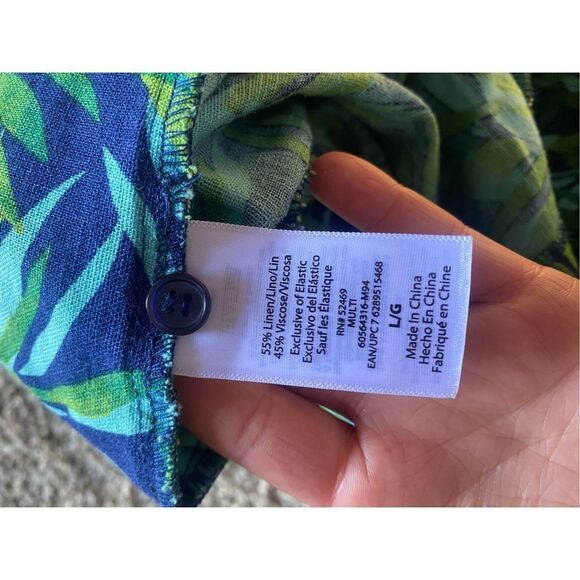 55% Linen/Lino/Lin
45% Viscose/Viscosa
Exclusive of Elastic
Exclusivo del Elástico
Sauf les Élastique
RN# 52469
MULTI
60564316-M94
EAN/UPC 7 6289515468
L/G
Made In China
Hecho En China
Fabriqué en Chine